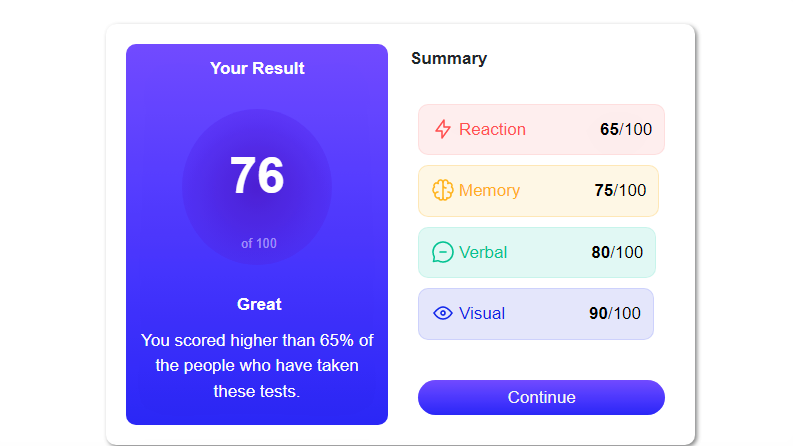 Your Result
76
of 100
Great
You scored higher than 65% of
the people who have taken
these tests.
Summary
Reaction 65/100
Memory 75/100
Verbal 80/100
Visual 90/100
Continue